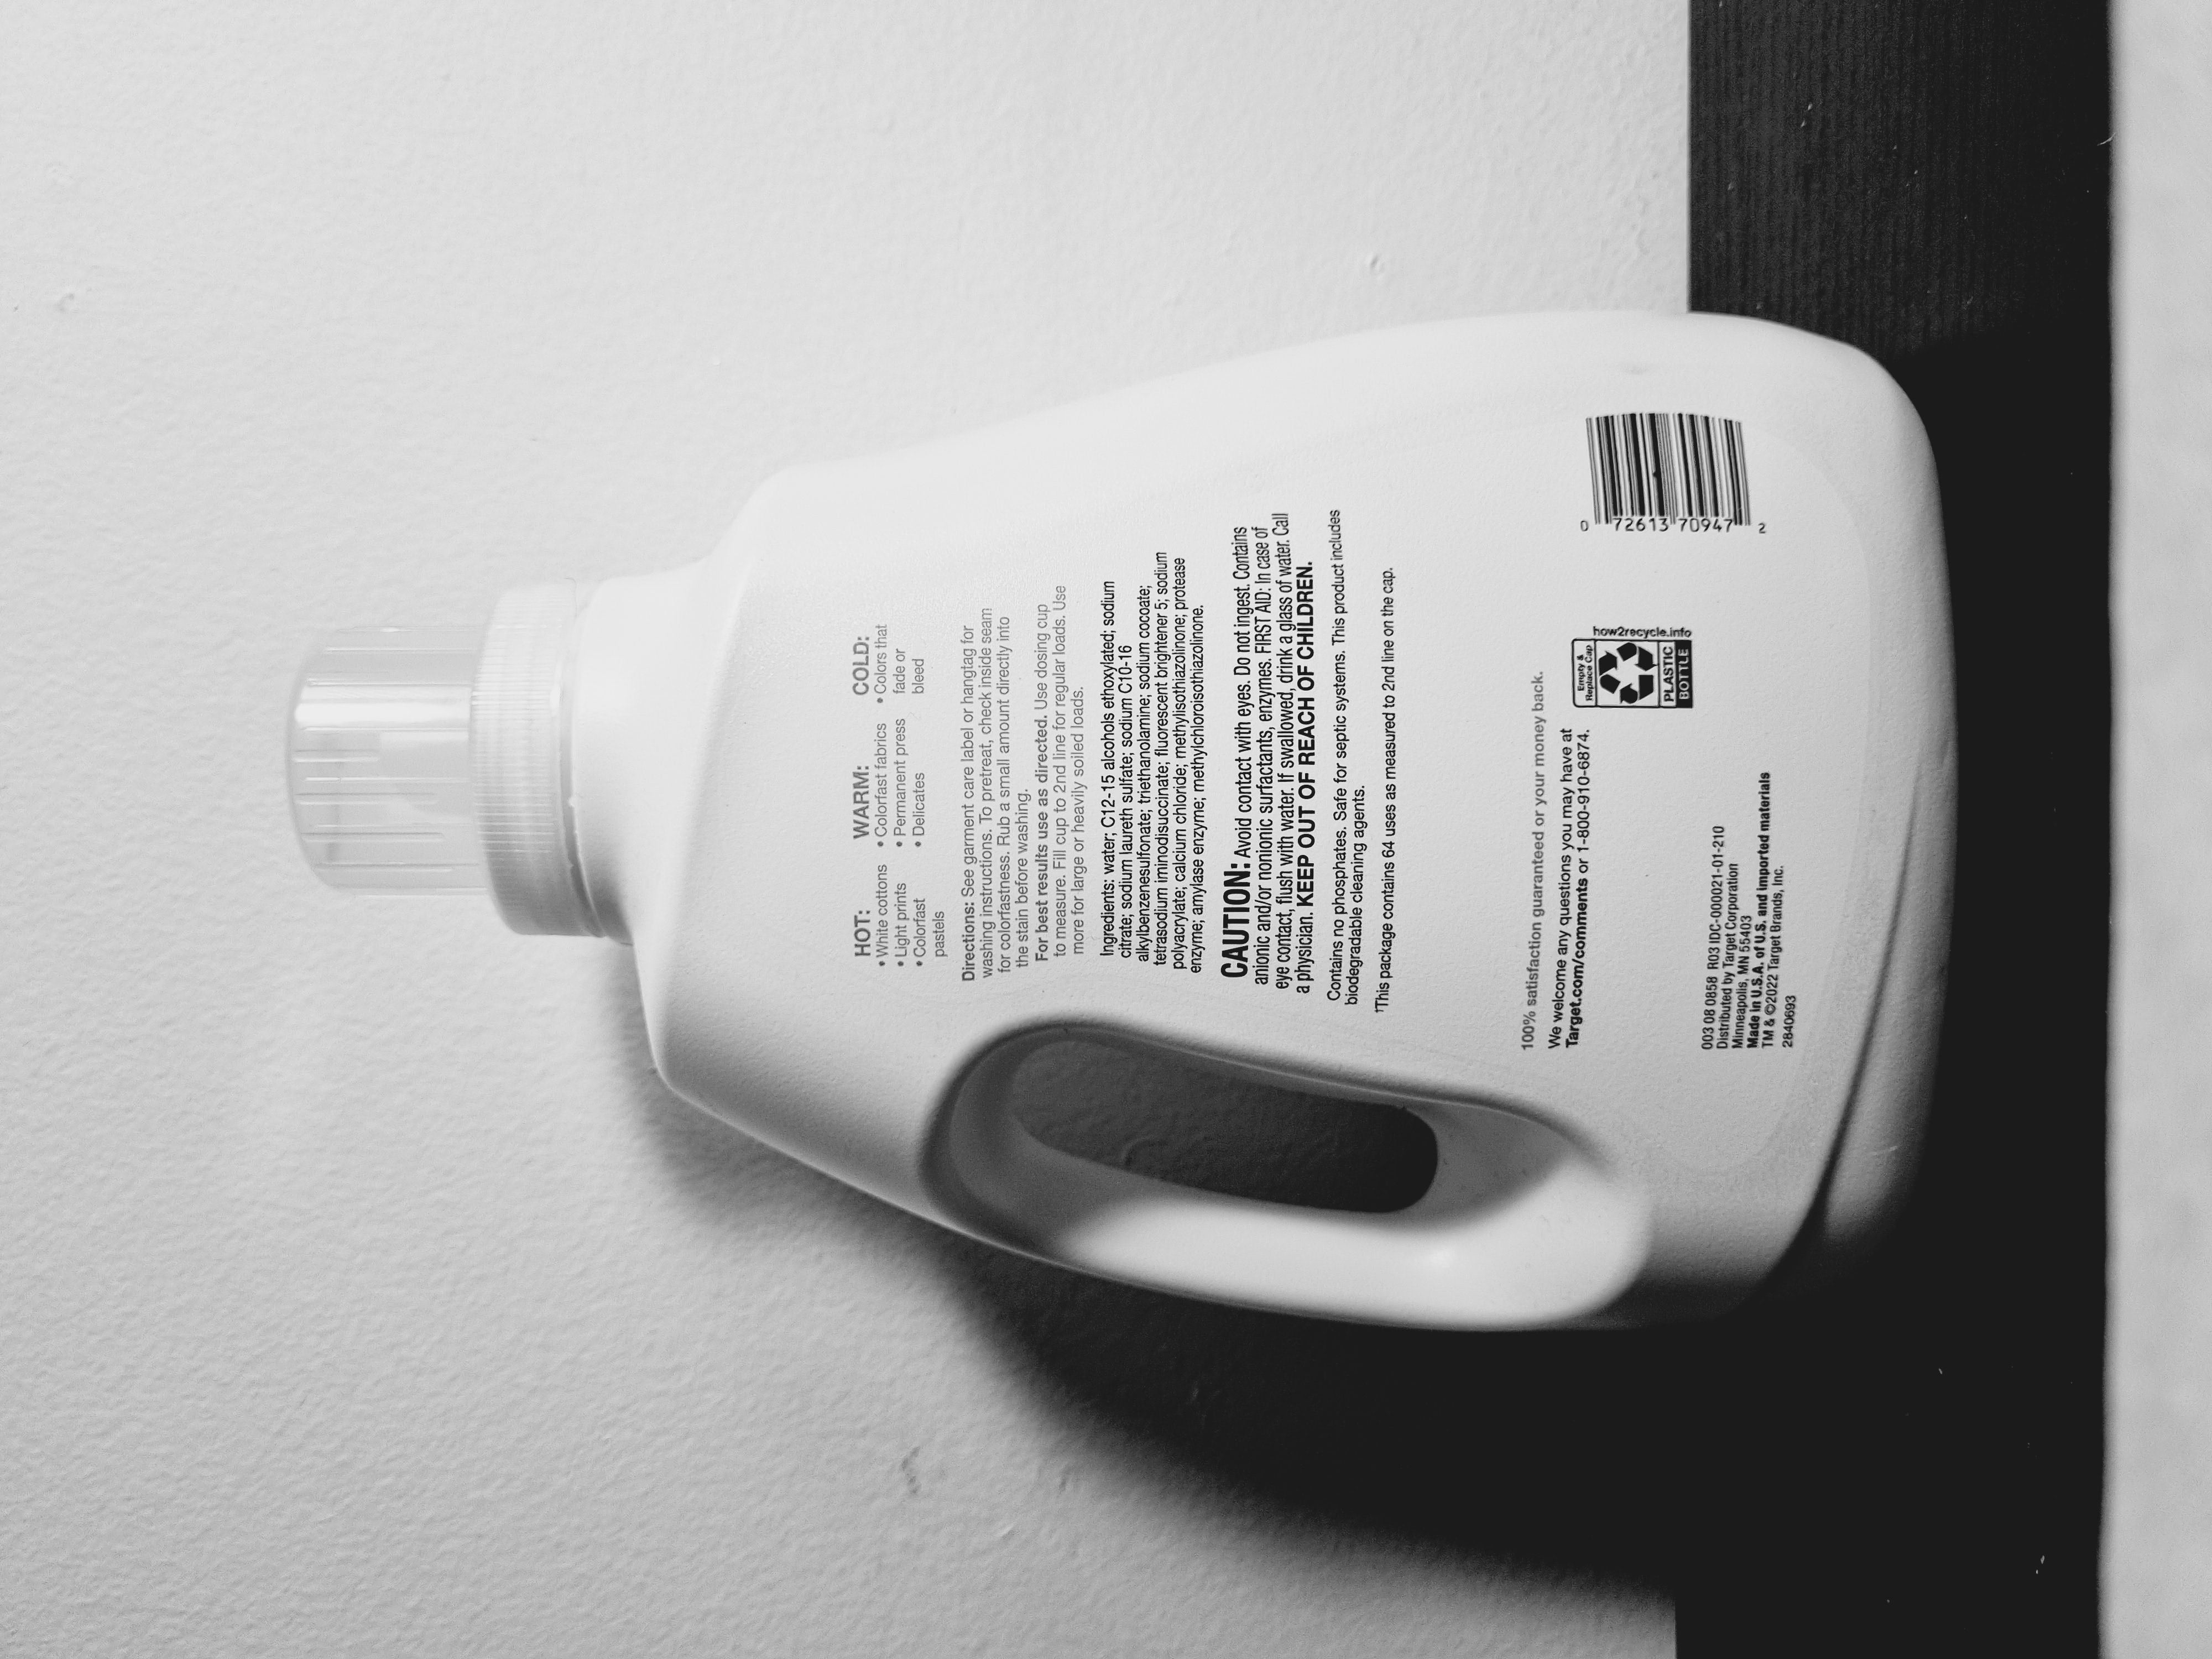 HOT:
• White cottons
• Light prints
• Colorfast
pastels
WARM:
• Colorfast fabrics
• Permanent press
• Delicates
COLD:
• Colors that
fade or
bleed
Directions: See garment care label or hangtag for
washing instructions. To pretreat, check inside seam
for colorfastness. Rub a small amount directly into
the stain before washing.
For best results use as directed. Use dosing cup
to measure. Fill cup to 2nd line for regular loads. Use
more for large or heavily soiled loads.
Ingredients: water; C12-15 alcohols ethoxylated; sodium
citrate; sodium laureth sulfate; sodium C10-16
alkylbenzenesulfonate; triethanolamine; sodium cocoate;
tetrasodium iminodisuccinate; fluorescent brightener 5; sodium
polyacrylate; calcium chloride; methylisothiazolinone; protease
enzyme; amylase enzyme; methylchloroisothiazolinone.
CAUTION: Avoid contact with eyes. Do not ingest. Contains
anionic and/or nonionic surfactants, enzymes. FIRST AID: In case of
eye contact, flush with water. If swallowed, drink a glass of water. Call
a physician. KEEP OUT OF REACH OF CHILDREN.
Contains no phosphates. Safe for septic systems. This product includes
biodegradable cleaning agents.
†This package contains 64 uses as measured to 2nd line on the cap.
100% satisfaction guaranteed or your money back.
We welcome any questions you may have at
Target.com/comments or 1-800-910-6874.
Empy &
Replace Cap
PLASTIC
BOTTLE
how2recycle.info
0 72613 70947 2
003 08 0858 R03 IDC-000021-01-210
Distributed by Target Corporation
Minneapolis, MN 55403
Made in U.S.A. of U.S. and imported materials
TM & ©2022 Target Brands, Inc.
2840693